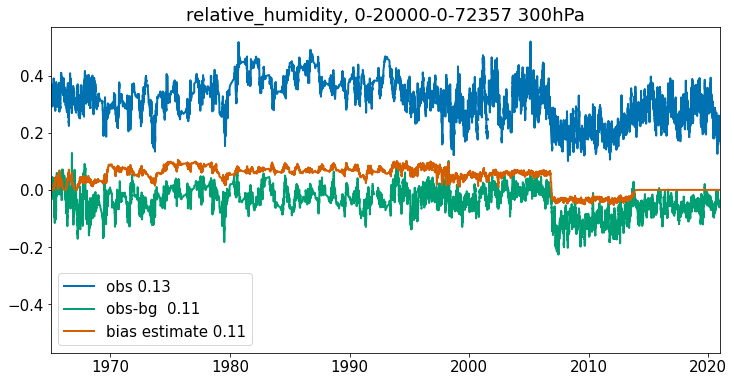 relative_humidity, 0-20000-0-72357 300hPa
0.4
0.2
0.0
−0.2
−0.4
obs 0.13
obs-bg  0.11
bias estimate 0.11
1970 1980 1990 2000 2010 2020